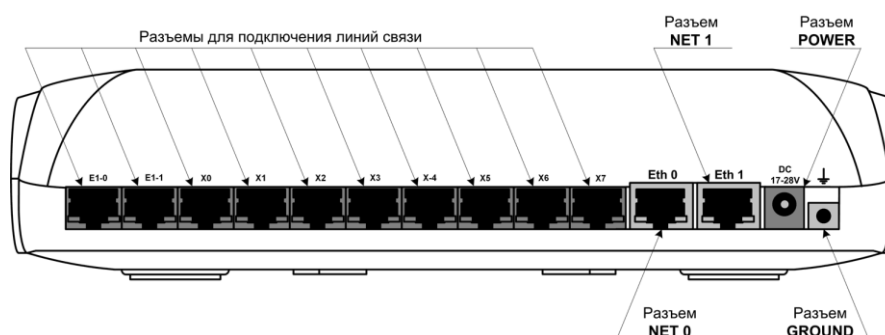 Разъемы для подключения линий связи
Разъем
NET 1
Разъем
POWER
E1-0
E1-1
X0
X1
X2
X3
X-4
X5
X6
X7
Eth 0
Eth 1
DC
17-28V
Разъем
NET 0
Разъем
GROUND